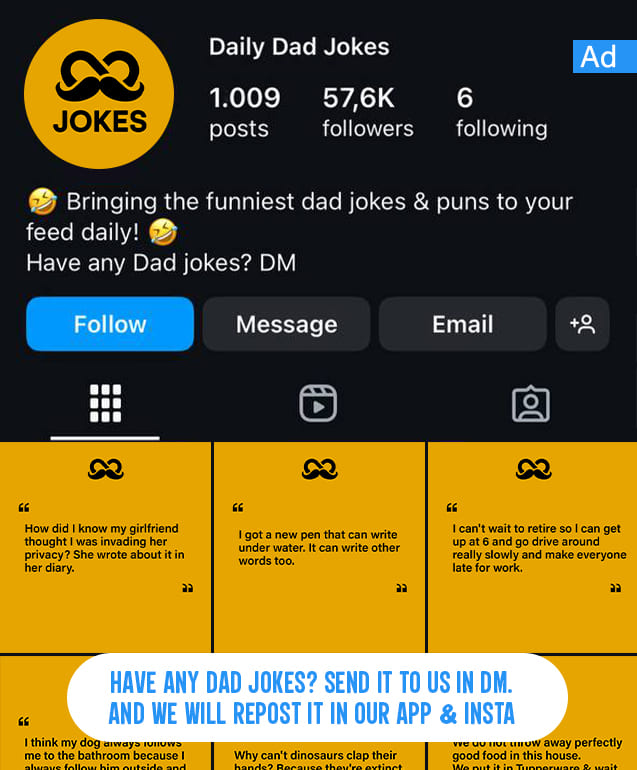 Daily Dad Jokes
Ad
1.009
57,6K
6
posts
followers
following
JOKES
🤣 Bringing the funniest dad jokes & puns to your
feed daily! 🤣
Have any Dad jokes? DM
Follow
Message
Email
“
How did I know my girlfriend
thought I was invading her
privacy? She wrote about it in
her diary.
”
“
I got a new pen that can write
under water. It can write other
words too.
”
“
I can't wait to retire so I can get
up at 6 and go drive around
really slowly and make everyone
late for work.
”
HAVE ANY DAD JOKES? SEND IT TO US IN DM.
AND WE WILL REPOST IT IN OUR APP & INSTA
“
I think my dog always follows
me to the bathroom because I
always follow him outside and
Why can't dinosaurs clap their
hands? Because they're extinct
We do not throw away perfectly
good food in this house.
We put it in Tupperware & wait